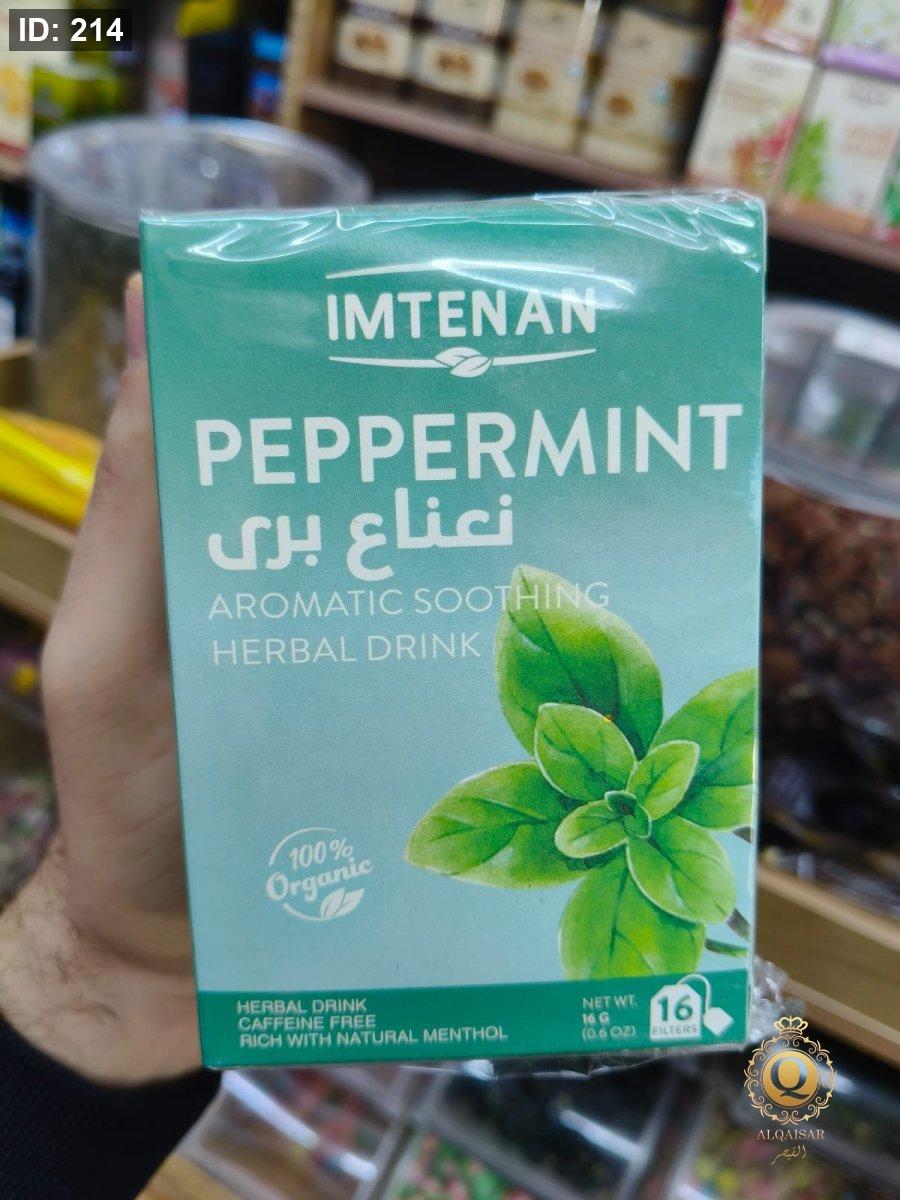 ID: 214
IMTENAN
PEPPERMINT
نعناع برى
AROMATIC SOOTHING
HERBAL DRINK
100%
Organic
HERBAL DRINK
CAFFEINE FREE
RICH WITH NATURAL MENTHOL
NET WT.
16 G
(0.6 OZ)
16
FILTERS
Q
ALQAISAR
القيصر